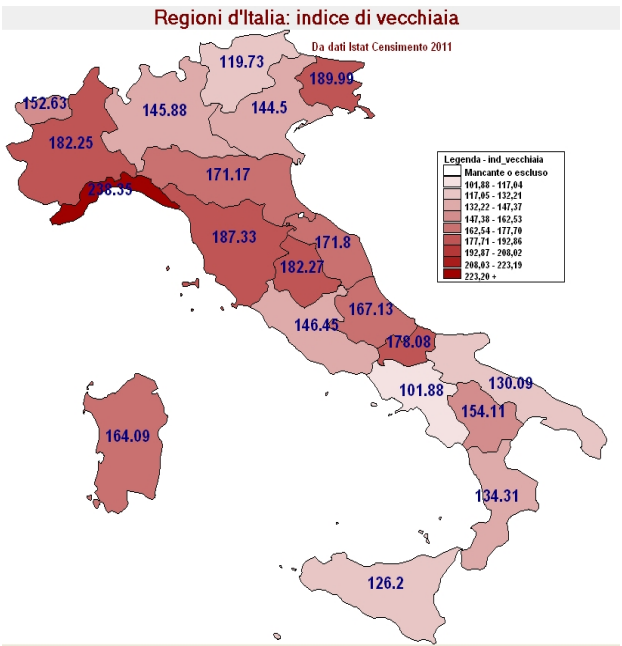 Regioni d'Italia: indice di vecchiaia
Da dati Istat Censimento 2011
119.73
189.99
152.63
145.88
144.5
182.25
171.17
238.35
187.33
171.8
182.27
167.13
146.45
178.08
101.88
130.09
154.11
164.09
134.31
126.2
Legenda - ind_vecchiaia
Mancante o escluso
101,88 - 117,04
117,05 - 132,21
132,22 - 147,37
147,38 - 162,53
162,54 - 177,70
177,71 - 192,86
192,87 - 208,02
208,03 - 223,19
223,20 +